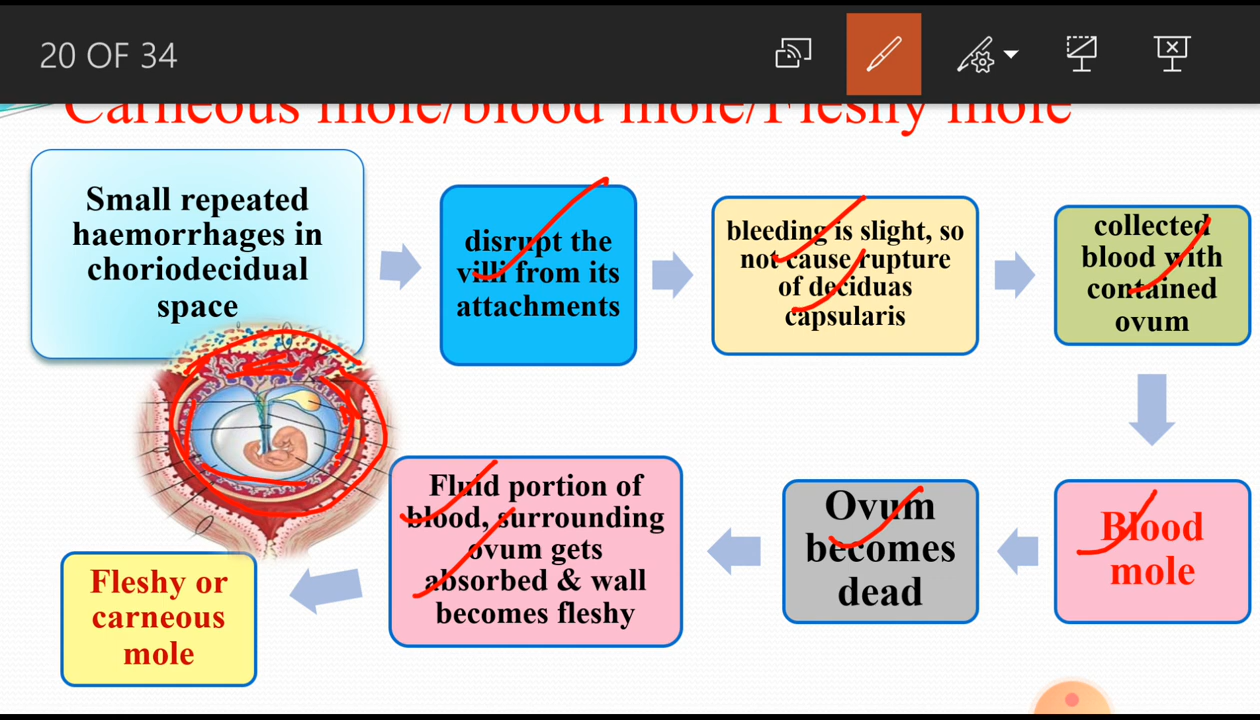 20 OF 34
Carneous mole/blood mole/Fleshy mole
Small repeated
haemorrhages in
choriodecidual
space
disrupt the
villi from its
attachments
bleeding is slight, so
not cause rupture
of deciduas
capsularis
collected
blood with
contained
ovum
Blood
mole
Ovum
becomes
dead
Fluid portion of
blood, surrounding
ovum gets
absorbed & wall
becomes fleshy
Fleshy or
carneous
mole